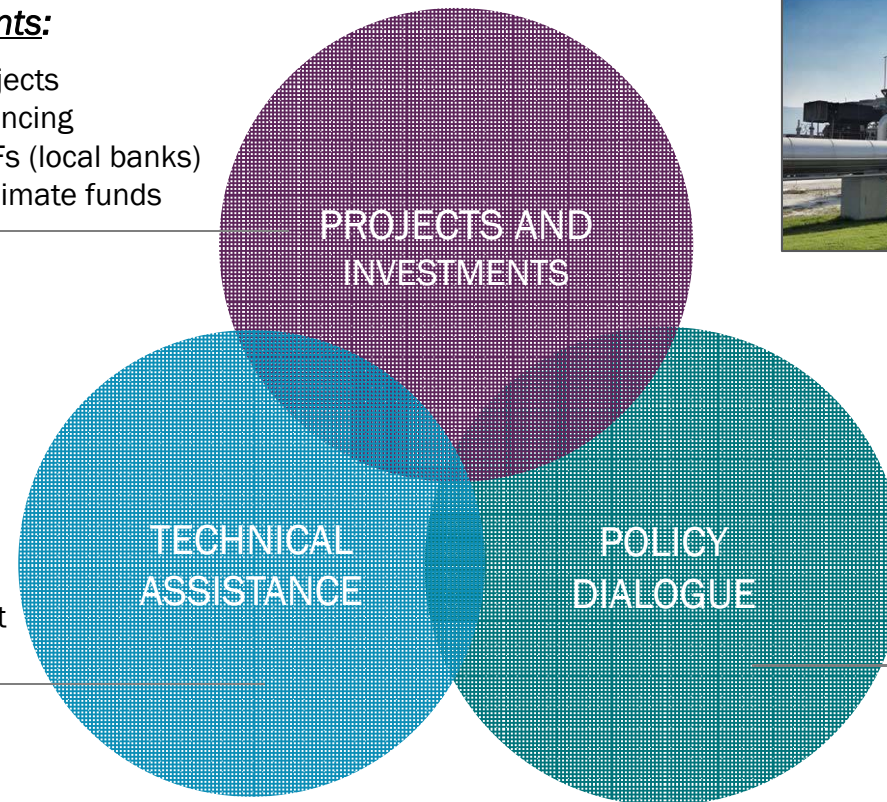 nts:
jects
ncing
Fs (local banks)
imate funds
PROJECTS AND
INVESTMENTS
TECHNICAL
ASSISTANCE
POLICY
DIALOGUE
t